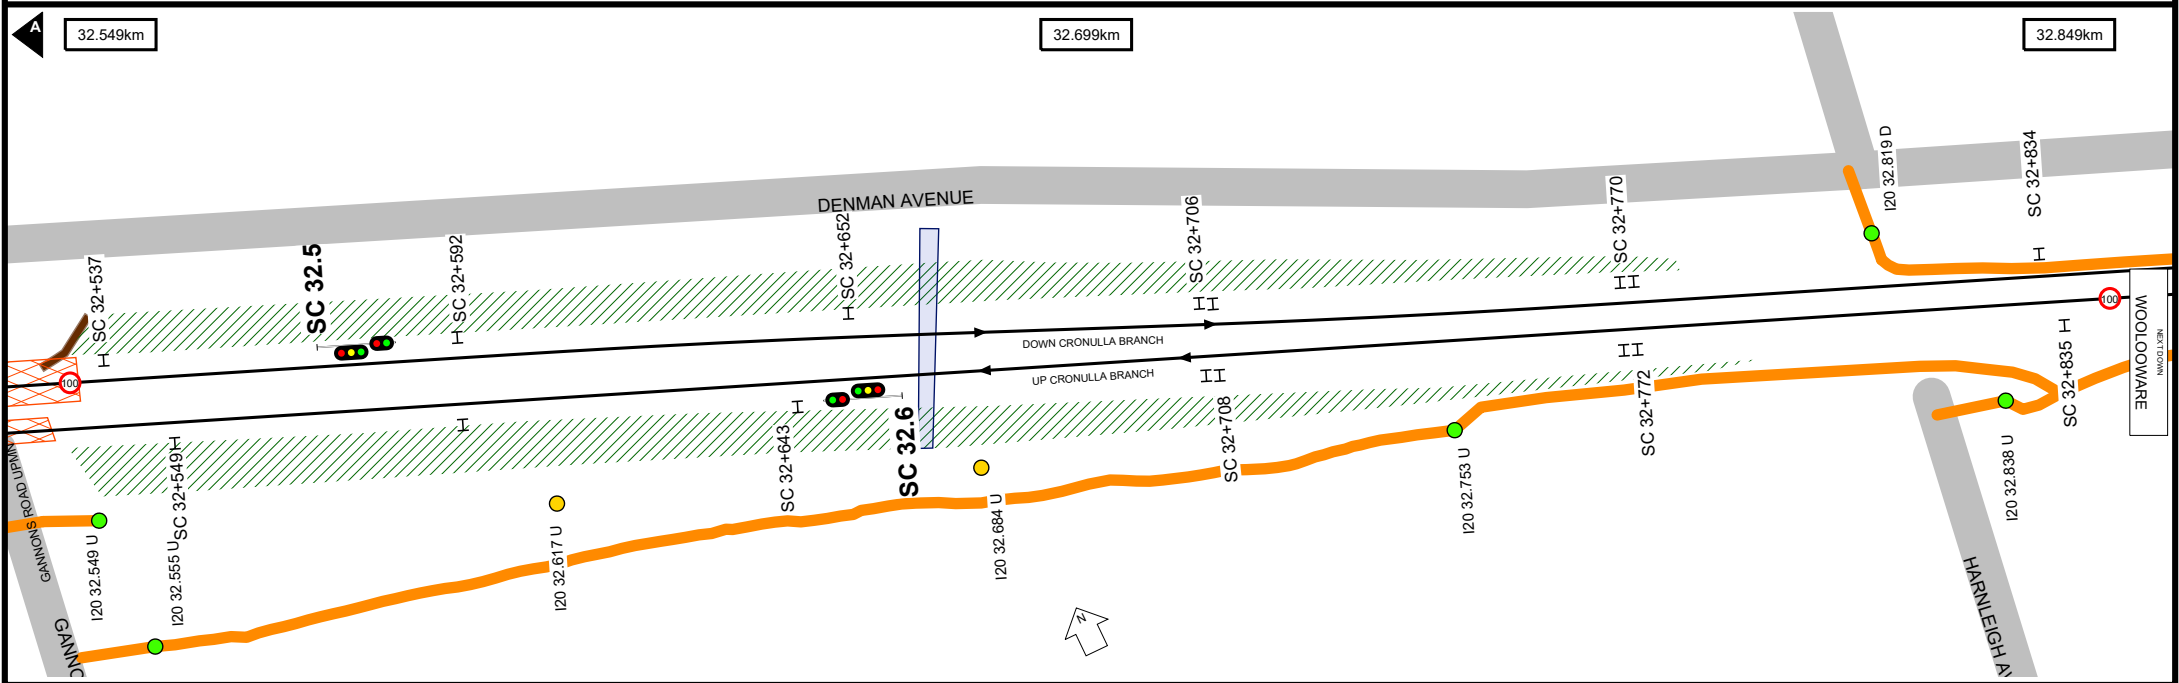 A
32.549km
32.699km
32.849km
DENMAN AVENUE
I20 32.819 D
SC 32+834
SC 32+537
SC 32.5
SC 32+592
SC 32+652
SC 32+706
SC 32+770
100
DOWN CRONULLA BRANCH
UP CRONULLA BRANCH
100
WOOLOOWARE
NEXT DOWN
GANNONS ROAD UPMN
SC 32+549
SC 32+643
SC 32.6
SC 32+708
SC 32+772
SC 32+835
I20 32.549 U
I20 32.555 U
I20 32.617 U
I20 32.684 U
I20 32.753 U
I20 32.838 U
GANNO
N
HARNLEIGH AV